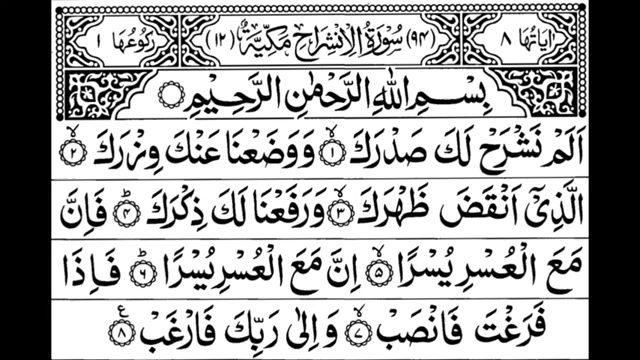 اٰيَاتُهَا ٨ (٩٤) سُوۡرَةُ الۡاِنۡشِرَاحِ مَكِّيَّةٌ (١٢) رُكُوۡعُهَا ١
بِسۡمِ اللّٰهِ الرَّحۡمٰنِ الرَّحِيۡمِ
اَلَمۡ نَشۡرَحۡ لَكَ صَدۡرَكَ ۙ‏﴿١﴾ وَوَضَعۡنَا عَنۡكَ وِزۡرَكَ ۙ‏﴿٢﴾
الَّذِىۡۤ اَنۡقَضَ ظَهۡرَكَ ۙ‏﴿٣﴾ وَرَفَعۡنَا لَكَ ذِكۡرَكَ ؕ‏﴿٤﴾ فَاِنَّ
مَعَ الۡعُسۡرِ يُسۡرًا ۙ‏﴿٥﴾ اِنَّ مَعَ الۡعُسۡرِ يُسۡرًا ؕ‏﴿٦﴾ فَاِذَا
فَرَغۡتَ فَانۡصَبۡ ۙ‏﴿٧﴾ وَاِلٰى رَبِّكَ فَارۡغَبۡ ‏﴿٨﴾ ع